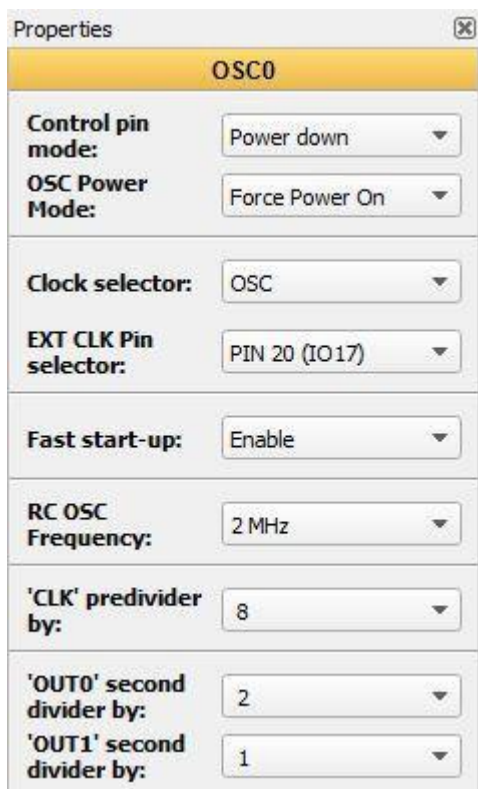 Properties
OSC0
Control pin
mode:
Power down
OSC Power
Mode:
Force Power On
Clock selector:
OSC
EXT CLK Pin
selector:
PIN 20 (IO17)
Fast start-up:
Enable
RC OSC
Frequency:
2 MHz
'CLK' predivider
by:
8
'OUT0' second
divider by:
2
'OUT1' second
divider by:
1